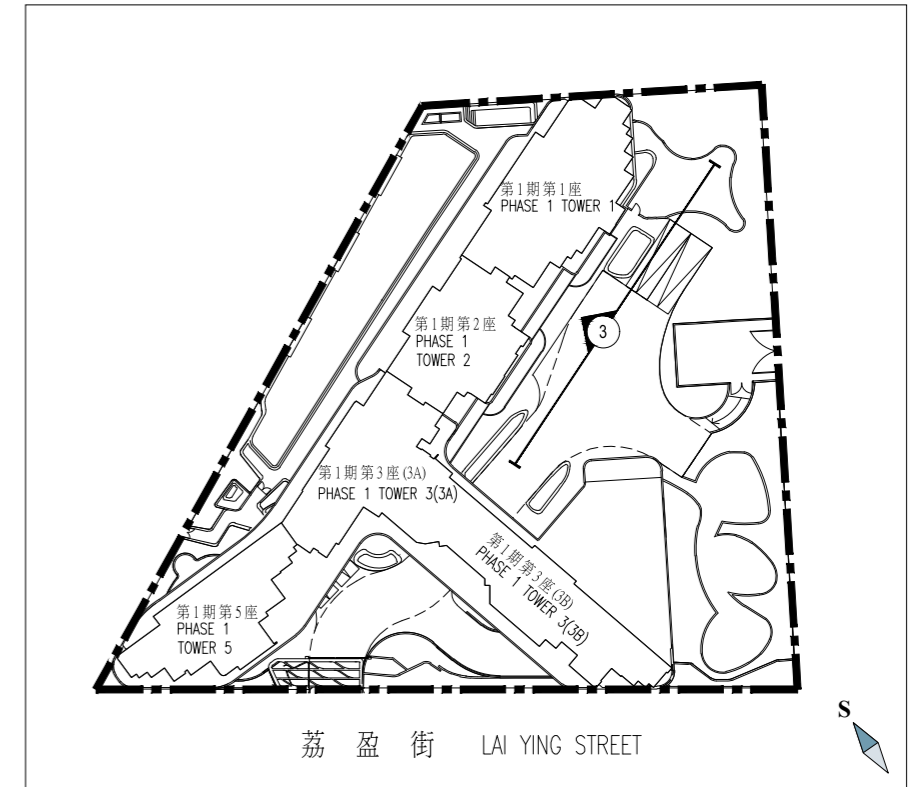 第1期第1座
PHASE 1 TOWER 1
第1期第2座
PHASE 1
TOWER 2
3
第1期第3座(3A)
PHASE 1 TOWER 3(3A)
第1期第3座(3B)
PHASE 1 TOWER 3(3B)
第1期第5座
PHASE 1
TOWER 5
荔盈街 LAI YING STREET
S